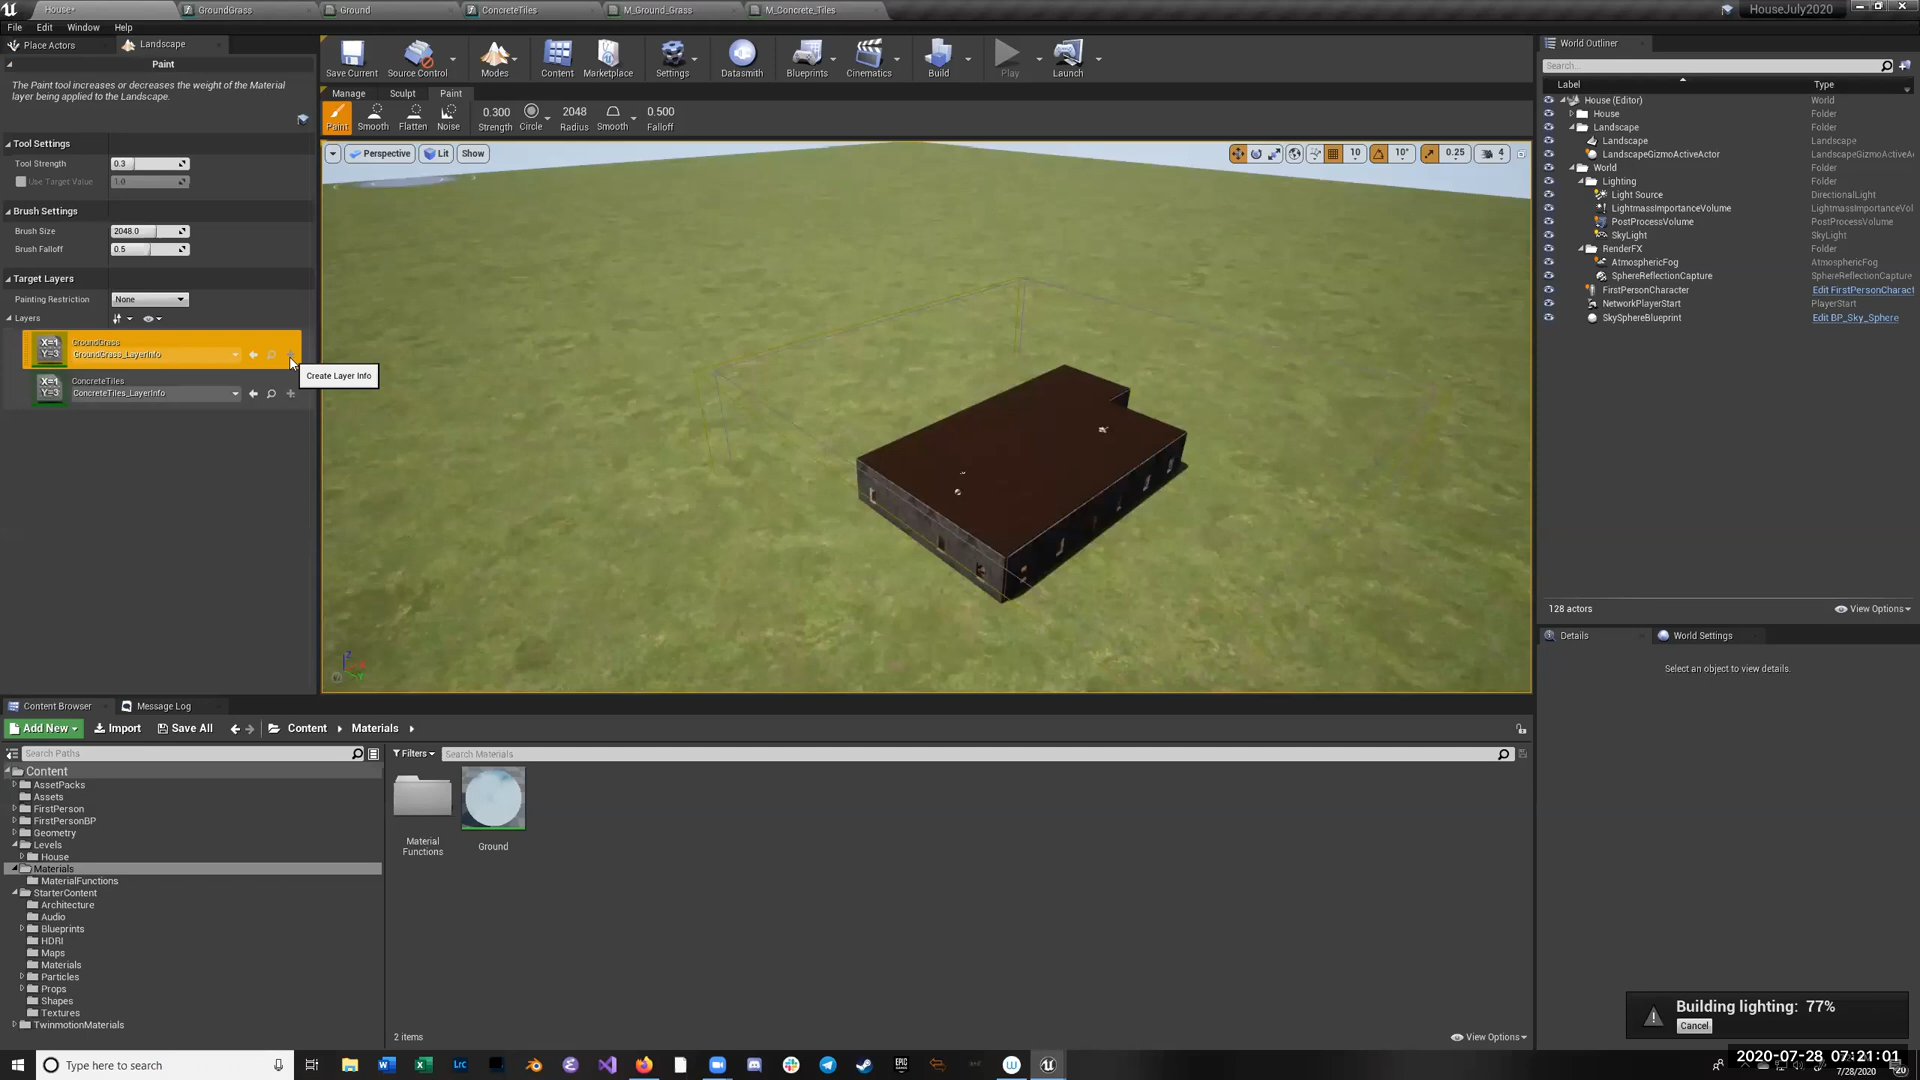 House*
GroundGrass
Ground
ConcreteTiles
M_Ground_Grass
M_Concrete_Tiles
HouseJuly2020
File Edit Window Help
Place Actors
Landscape
Paint
The Paint tool increases or decreases the weight of the Material
layer being applied to the Landscape.
Tool Settings
Tool Strength 0.3
Use Target Value 1.0
Brush Settings
Brush Size 2048.0
Brush Falloff 0.5
Target Layers
Painting Restriction None
Layers
X=1
Y=3
GroundGrass
GroundGrass_LayerInfo
X=1
Y=3
ConcreteTiles
ConcreteTiles_LayerInfo
Create Layer Info
Save Current
Source Control
Modes
Content
Marketplace
Settings
Datasmith
Blueprints
Cinematics
Build
Play
Launch
Manage Sculpt Paint
Paint Smooth Flatten Noise
0.300 2048 0.500
Strength Circle Radius Smooth Falloff
Perspective Lit Show
10 10° 0.25 4
World Outliner
Search...
Label Type
House (Editor) World
House Folder
Landscape Folder
Landscape Landscape
LandscapeGizmoActiveActor LandscapeGizmoActiveA
World Folder
Lighting Folder
Light Source DirectionalLight
LightmassImportanceVolume LightmassImportanceVol
PostProcessVolume PostProcessVolume
SkyLight SkyLight
RenderFX Folder
AtmosphericFog AtmosphericFog
SphereReflectionCapture SphereReflectionCapture
FirstPersonCharacter Edit FirstPersonCharact
NetworkPlayerStart PlayerStart
SkySphereBlueprint Edit BP_Sky_Sphere
128 actors
View Options
Details
World Settings
Select an object to view details.
Content Browser
Message Log
Add New
Import
Save All
Content
Materials
Search Paths
Filters
Search Materials
Content
AssetPacks
Assets
FirstPerson
FirstPersonBP
Geometry
Levels
House
Materials
MaterialFunctions
StarterContent
Architecture
Audio
Blueprints
HDRI
Maps
Materials
Particles
Props
Shapes
Textures
TwinmotionMaterials
Material
Functions
Ground
2 items
View Options
Building lighting: 77%
Cancel
Type here to search
Lrc
EPIC
2020-07-28 07:21:01
7/28/2020
20